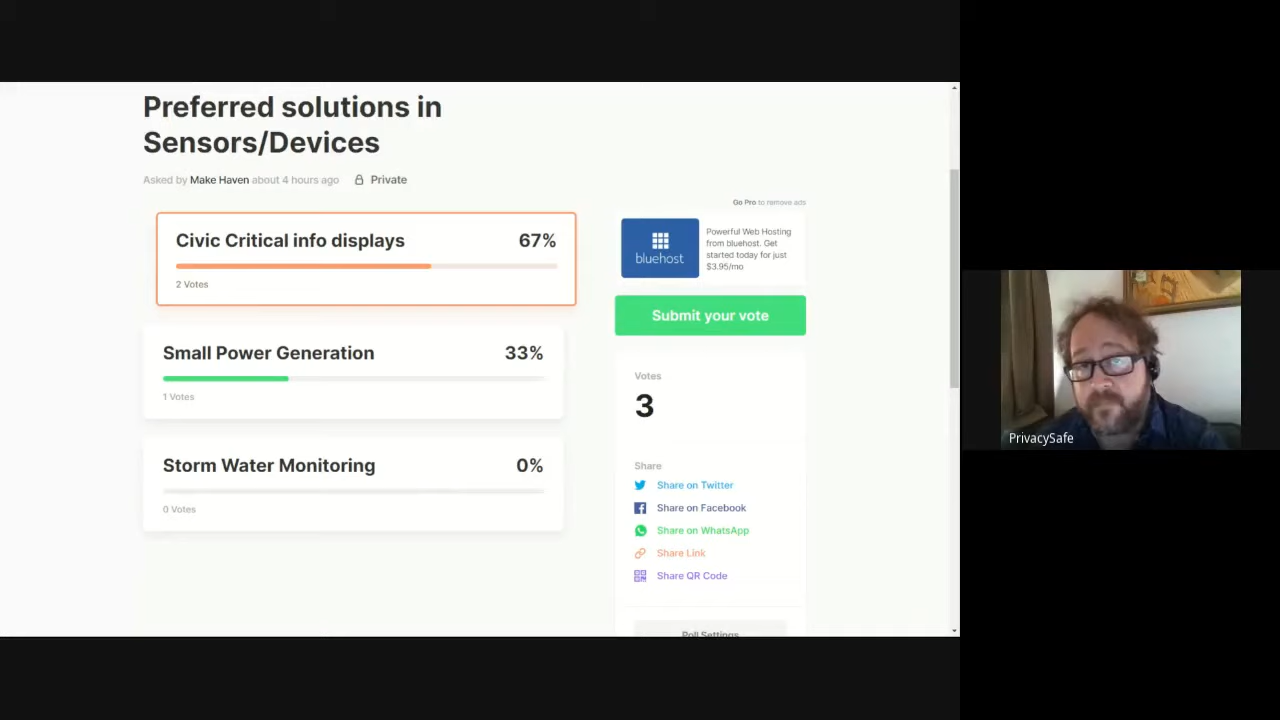 Preferred solutions in
Sensors/Devices
Asked by Make Haven about 4 hours ago Private
Go Pro to remove ads
Civic Critical info displays 67%
2 Votes
Small Power Generation 33%
1 Votes
Storm Water Monitoring 0%
0 Votes
bluehost
Powerful Web Hosting
from bluehost. Get
started today for just
$3.95/mo
Submit your vote
Votes
3
Share
Share on Twitter
Share on Facebook
Share on WhatsApp
Share Link
Share QR Code
Poll Settings
PrivacySafe